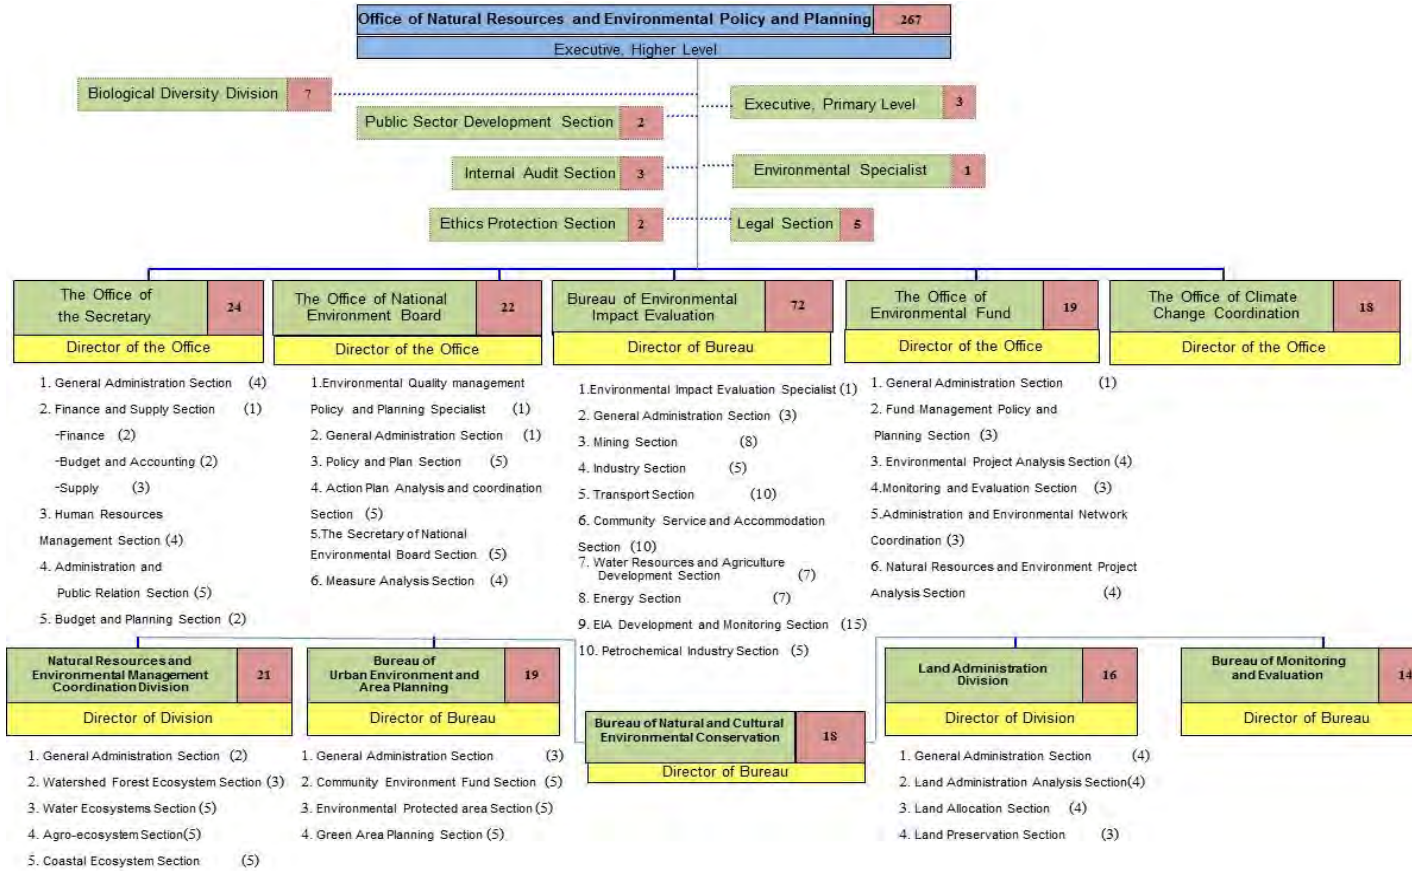 Office of Natural Resources and Environmental Policy and Planning 267
Executive, Higher Level
Biological Diversity Division 7
Executive, Primary Level 3
Public Sector Development Section 2
Internal Audit Section 3
Environmental Specialist 1
Ethics Protection Section 2
Legal Section 5
The Office of
the Secretary
24
Director of the Office
1. General Administration Section (4)
2. Finance and Supply Section (1)
-Finance (2)
-Budget and Accounting (2)
-Supply (3)
3. Human Resources
Management Section (4)
4. Administration and
Public Relation Section (5)
5. Budget and Planning Section (2)
The Office of National
Environment Board
22
Director of the Office
1.Environmental Quality management
Policy and Planning Specialist (1)
2. General Administration Section (1)
3. Policy and Plan Section (5)
4. Action Plan Analysis and coordination
Section (5)
5.The Secretary of National
Environmental Board Section (5)
6. Measure Analysis Section (4)
Bureau of Environmental
Impact Evaluation
72
Director of Bureau
1.Environmental Impact Evaluation Specialist (1)
2. General Administration Section (3)
3. Mining Section (8)
4. Industry Section (5)
5. Transport Section (10)
6. Community Service and Accommodation
Section (10)
7. Water Resources and Agriculture
Development Section (7)
8. Energy Section (7)
9. EIA Development and Monitoring Section (15)
10. Petrochemical Industry Section (5)
The Office of
Environmental Fund
19
Director of the Office
1. General Administration Section (1)
2. Fund Management Policy and
Planning Section (3)
3. Environmental Project Analysis Section (4)
4.Monitoring and Evaluation Section (3)
5.Administration and Environmental Network
Coordination (3)
6. Natural Resources and Environment Project
Analysis Section (4)
The Office of Climate
Change Coordination
18
Director of the Office
Natural Resources and
Environmental Management
Coordination Division
21
Director of Division
1. General Administration Section (2)
2. Watershed Forest Ecosystem Section (3)
3. Water Ecosystems Section (5)
4. Agro-ecosystem Section(5)
5. Coastal Ecosystem Section (5)
Bureau of
Urban Environment and
Area Planning
19
Director of Bureau
1. General Administration Section (3)
2. Community Environment Fund Section (5)
3. Environmental Protected area Section (5)
4. Green Area Planning Section (5)
Bureau of Natural and Cultural
Environmental Conservation
18
Director of Bureau
Land Administration
Division
16
Director of Division
1. General Administration Section (4)
2. Land Administration Analysis Section(4)
3. Land Allocation Section (4)
4. Land Preservation Section (3)
Bureau of Monitoring
and Evaluation
14
Director of Bureau